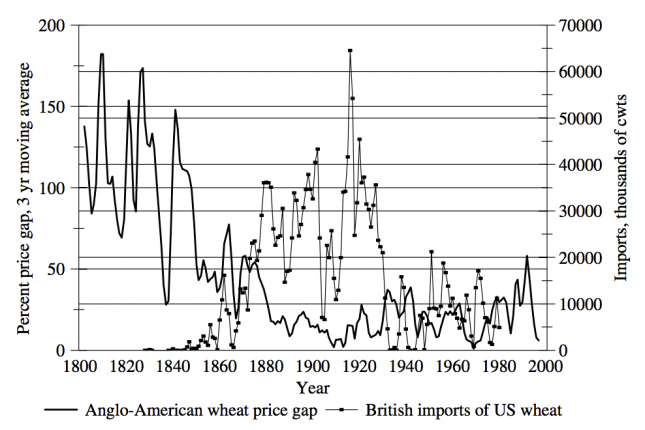 200
150
100
50
0
Percent price gap, 3 yr moving average
70000
60000
50000
40000
30000
20000
10000
0
Imports, thousands of cwts
1800 1820 1840 1860 1880 1900 1920 1940 1960 1980 2000
Year
Anglo-American wheat price gap
British imports of US wheat